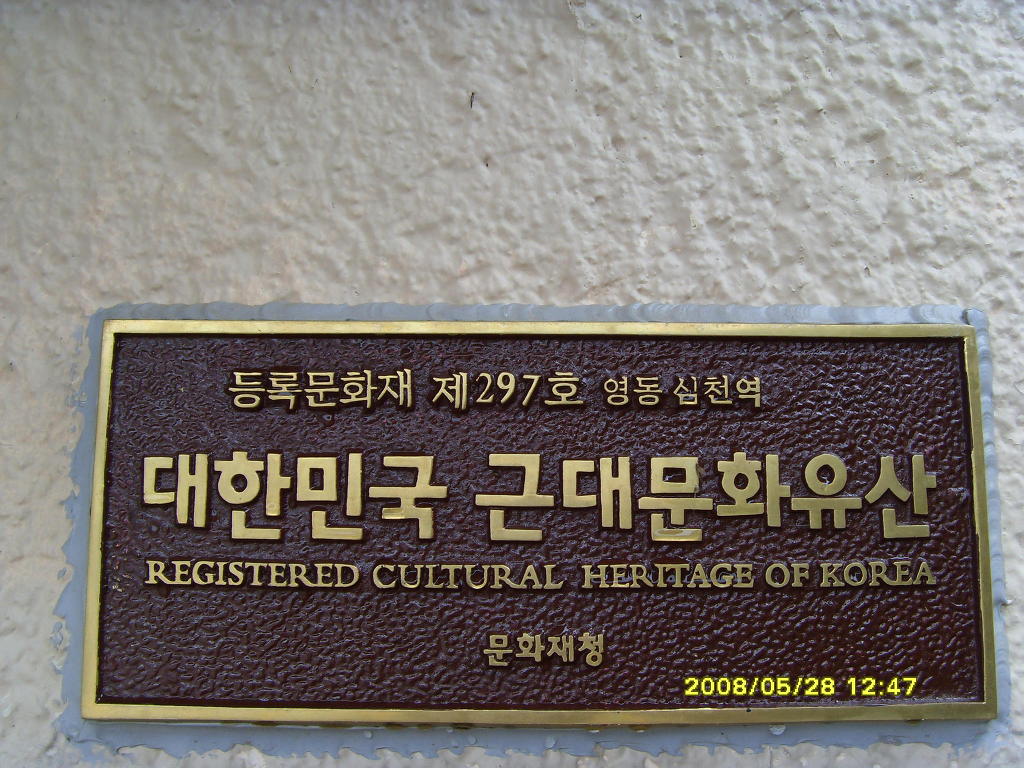 등록문화재 제297호 영동 심천역
대한민국 근대문화유산
REGISTERED CULTURAL HERITAGE OF KOREA
문화재청
2008/05/28 12:47